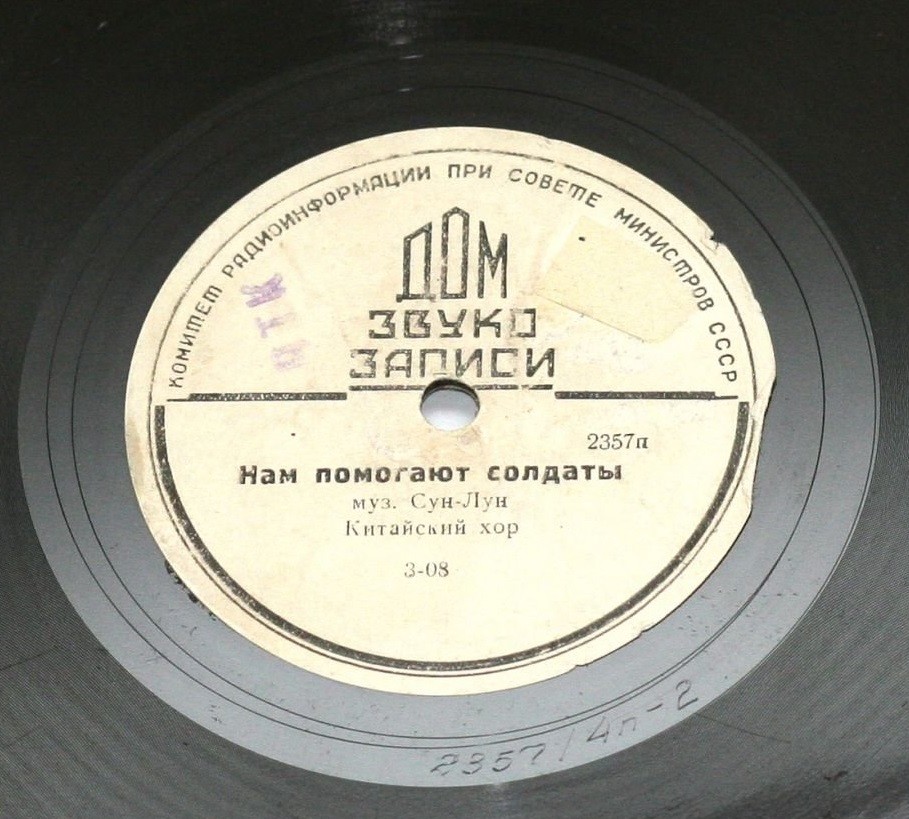 КОМИТЕТ РАДИОИНФОРМАЦИИ ПРИ СОВЕТЕ МИНИСТРОВ СССР
ДОМ
ЗВУКО
ЗАПИСИ
ОТК
2357п
Нам помогают солдаты
муз. Сун-Лун
Китайский хор
3-08
2357/4п-2